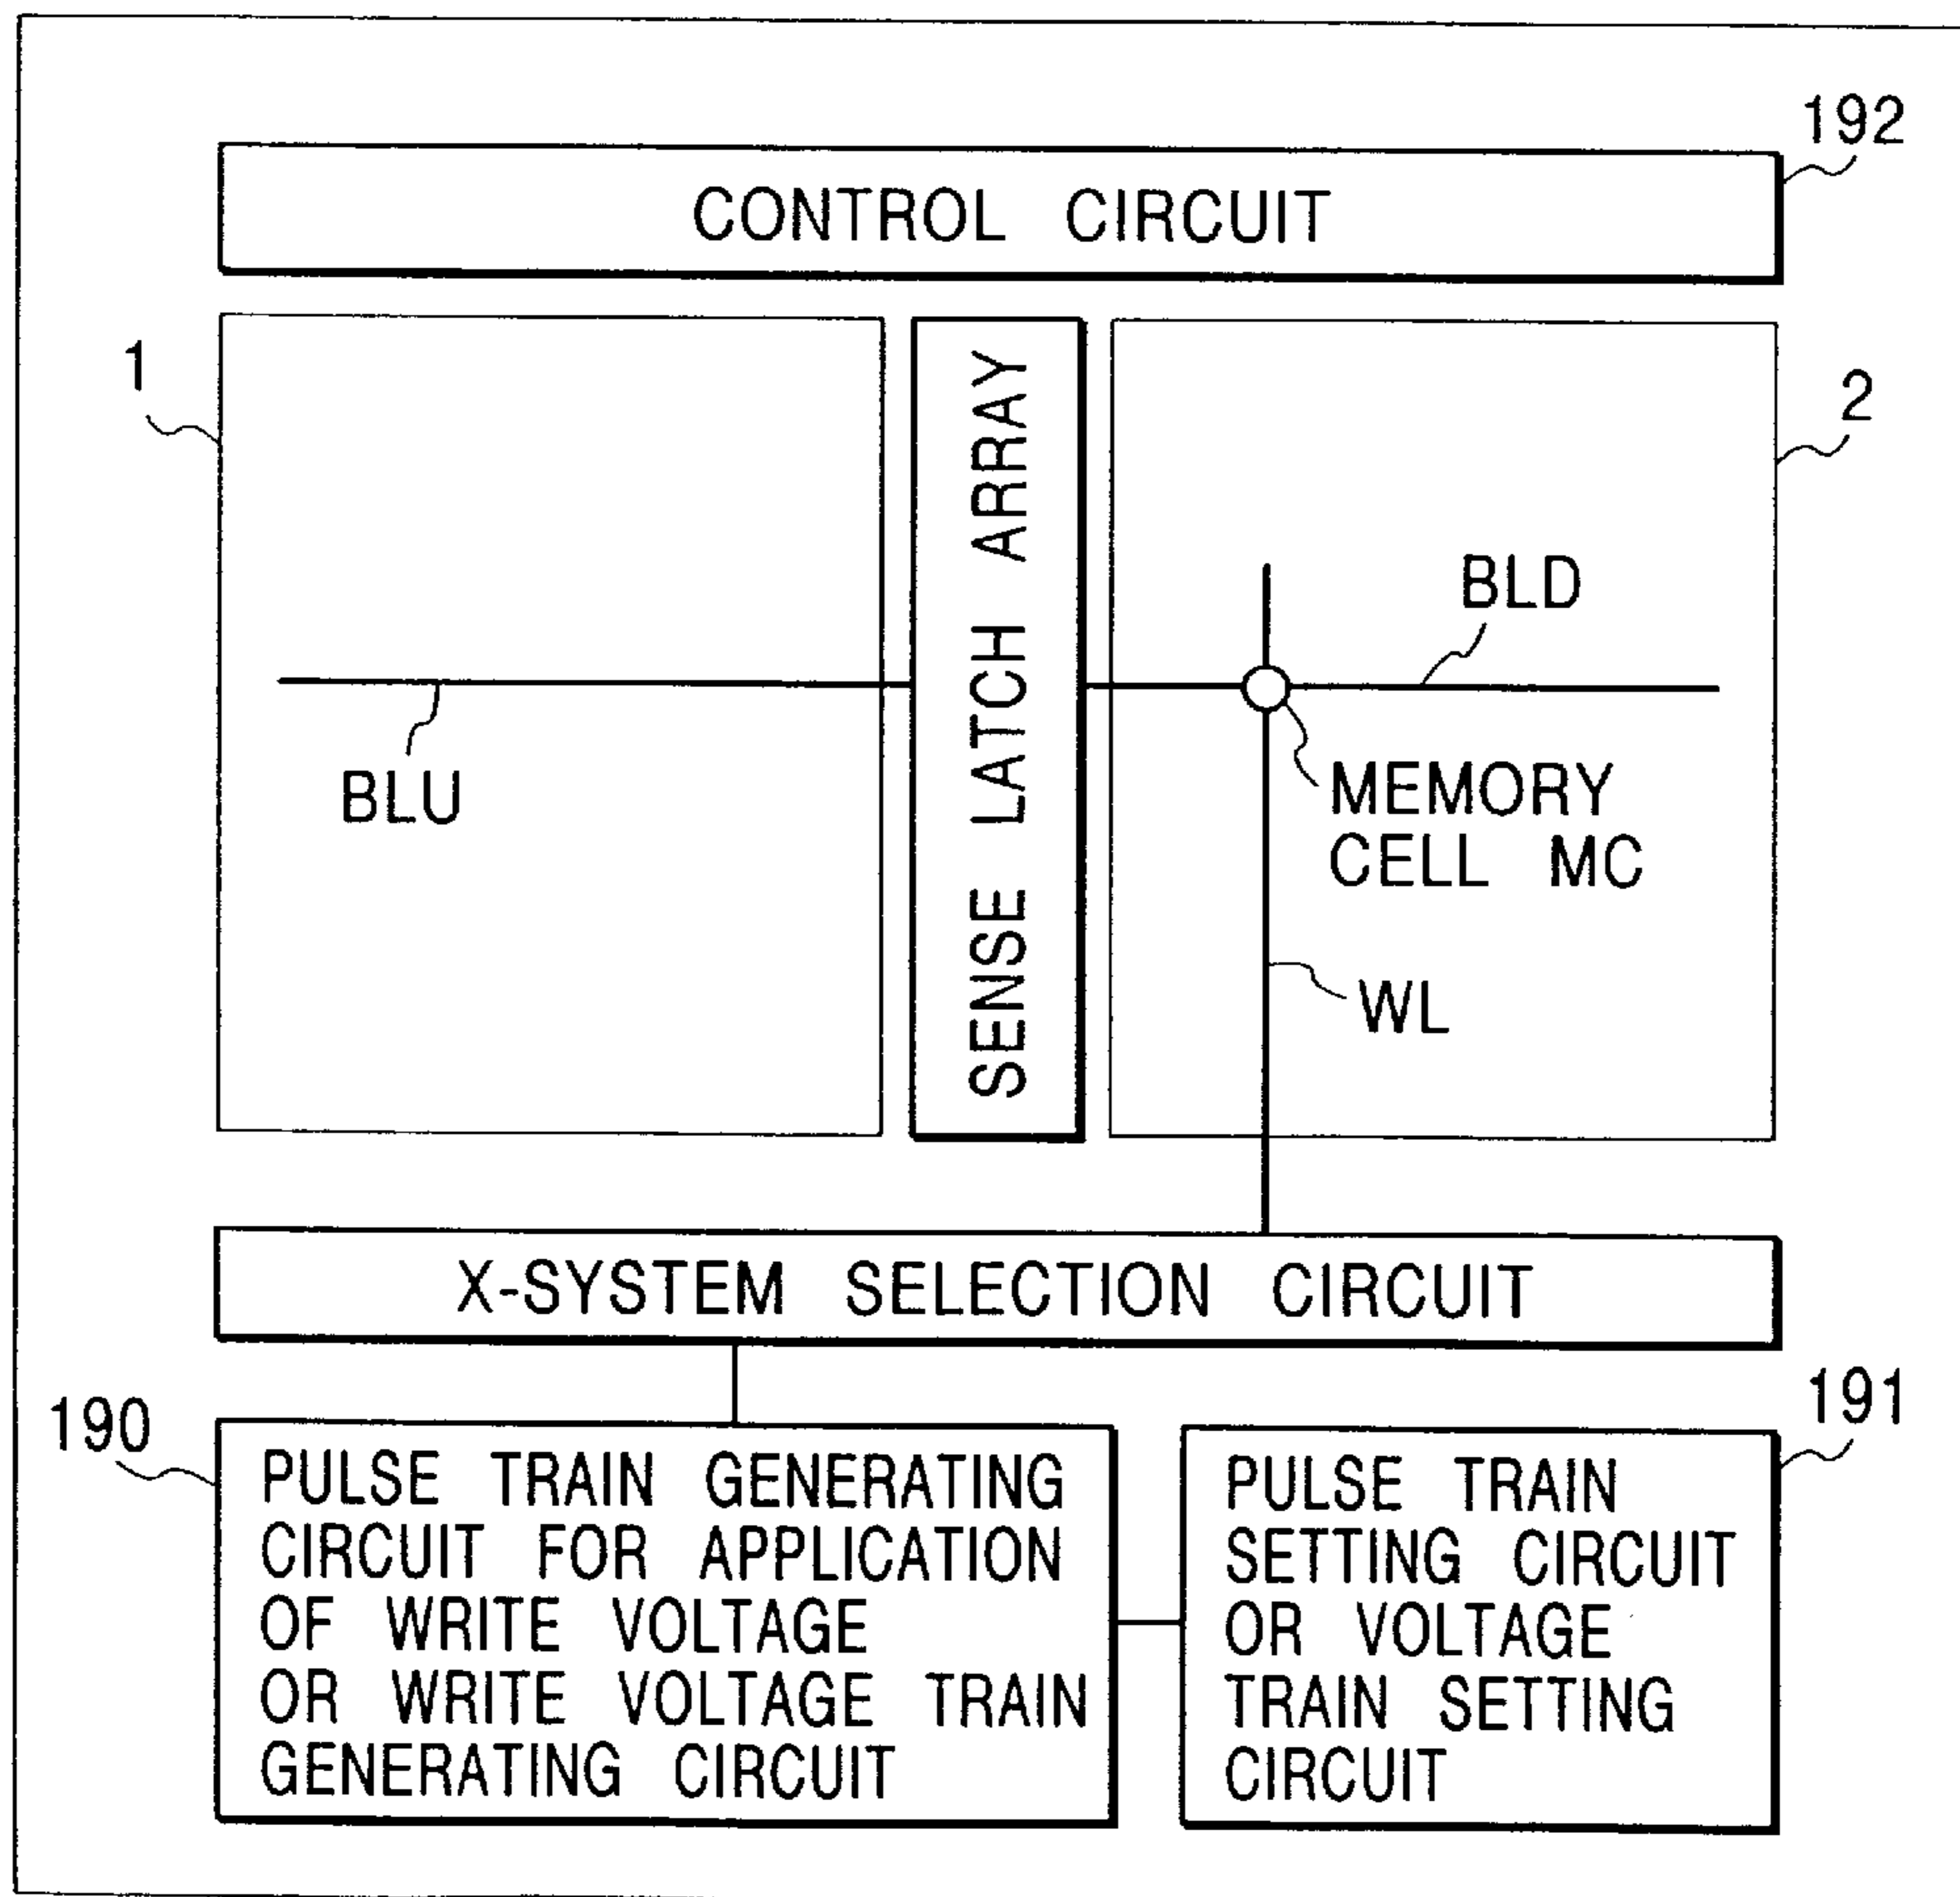 192
CONTROL CIRCUIT
1
2
SENSE LATCH ARRAY
BLD
BLU
MEMORY
CELL MC
WL
X-SYSTEM SELECTION CIRCUIT
190
191
PULSE TRAIN GENERATING
CIRCUIT FOR APPLICATION
OF WRITE VOLTAGE
OR WRITE VOLTAGE TRAIN
GENERATING CIRCUIT
PULSE TRAIN
SETTING CIRCUIT
OR VOLTAGE
TRAIN SETTING
CIRCUIT